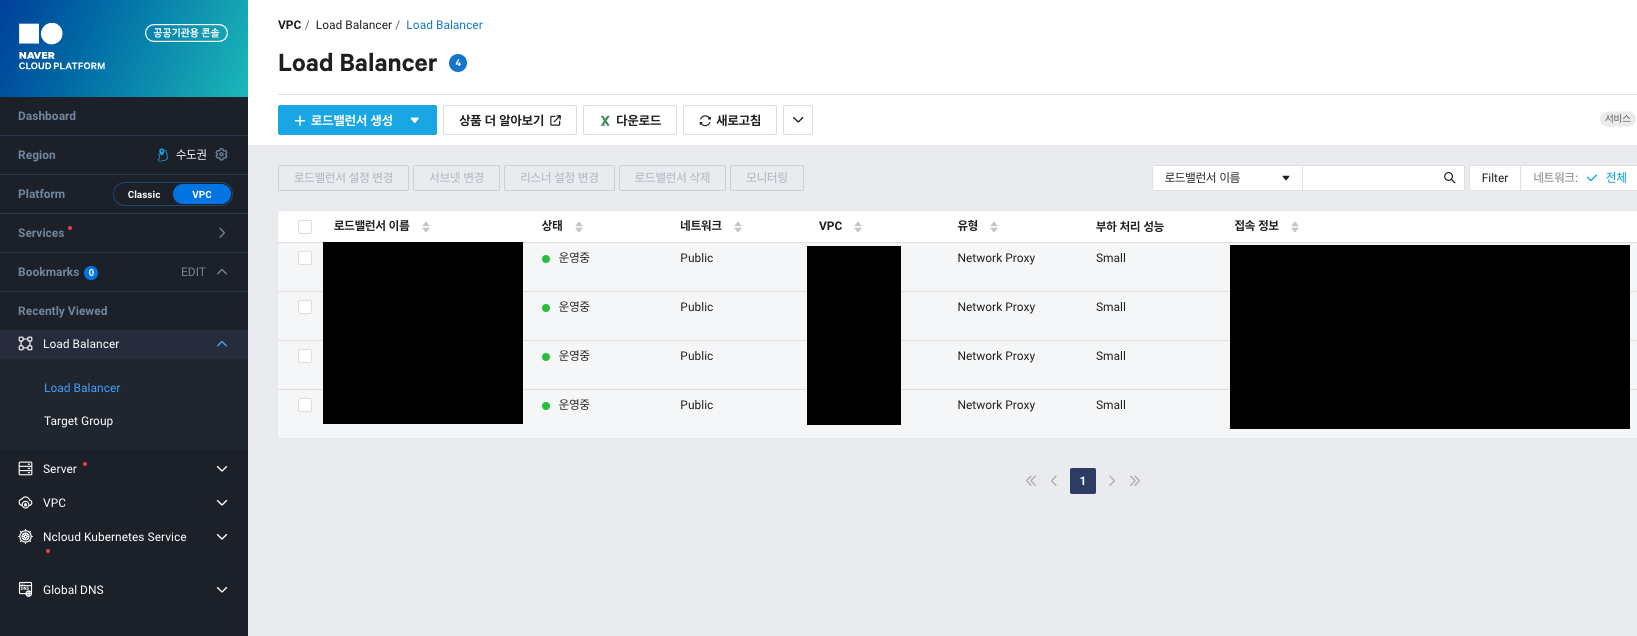 NAVER
CLOUD PLATFORM
공공기관용 콘솔
Dashboard
Region 수도권
Platform Classic VPC
Services
Bookmarks 0 EDIT
Recently Viewed
Load Balancer
Load Balancer
Target Group
Server
VPC
Ncloud Kubernetes Service
Global DNS
VPC / Load Balancer / Load Balancer
Load Balancer 4
+ 로드밸런서 생성 상품 더 알아보기 다운로드 새로고침
서비스
로드밸런서 설정 변경 서브넷 변경 리스너 설정 변경 로드밸런서 삭제 모니터링 로드밸런서 이름 Filter 네트워크: 전체
로드밸런서 이름 상태 네트워크 VPC 유형 부하 처리 성능 접속 정보
운영중 Public Network Proxy Small
운영중 Public Network Proxy Small
운영중 Public Network Proxy Small
운영중 Public Network Proxy Small
1